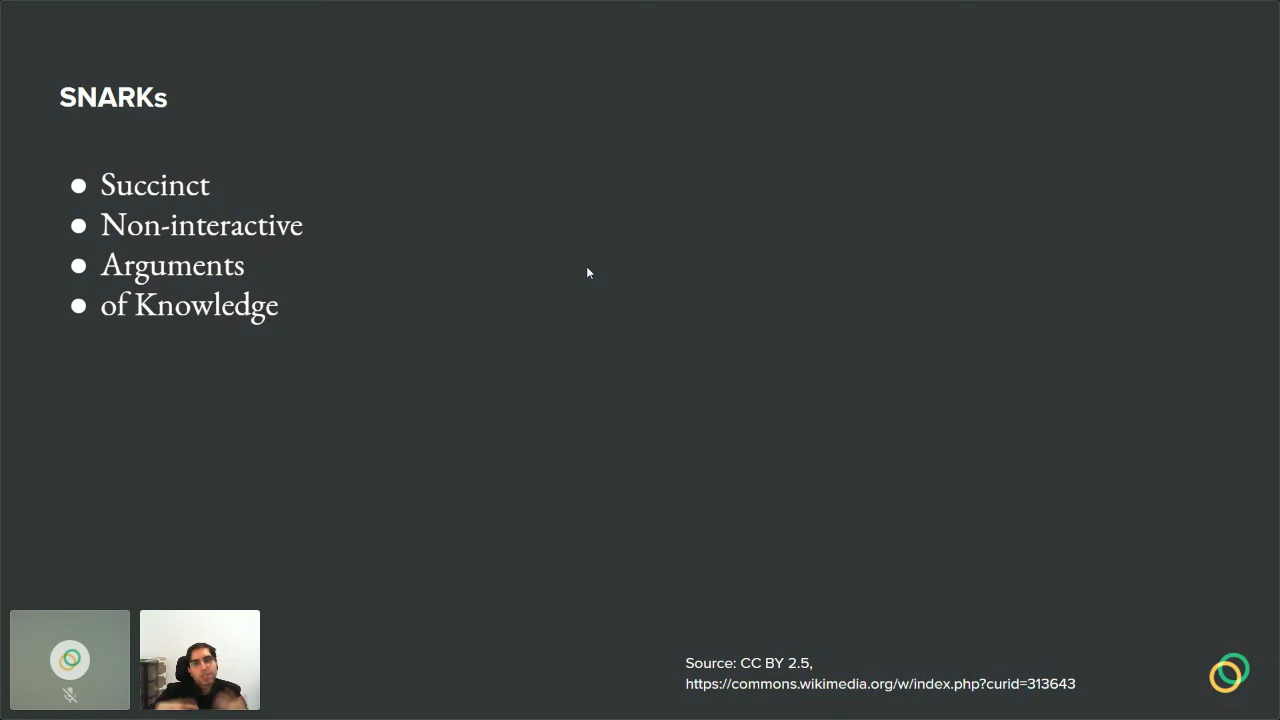 SNARKs
● Succinct
● Non-interactive
● Arguments
● of Knowledge
Source: CC BY 2.5,
https://commons.wikimedia.org/w/index.php?curid=313643